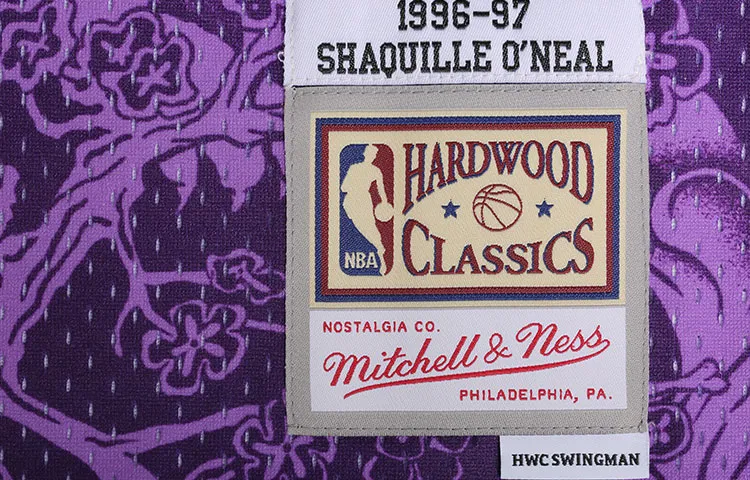 1996-97
SHAQUILLE O'NEAL
HARDWOOD
CLASSICS
NBA
NOSTALGIA CO.
Mitchell & Ness
PHILADELPHIA, PA.
HWC SWINGMAN